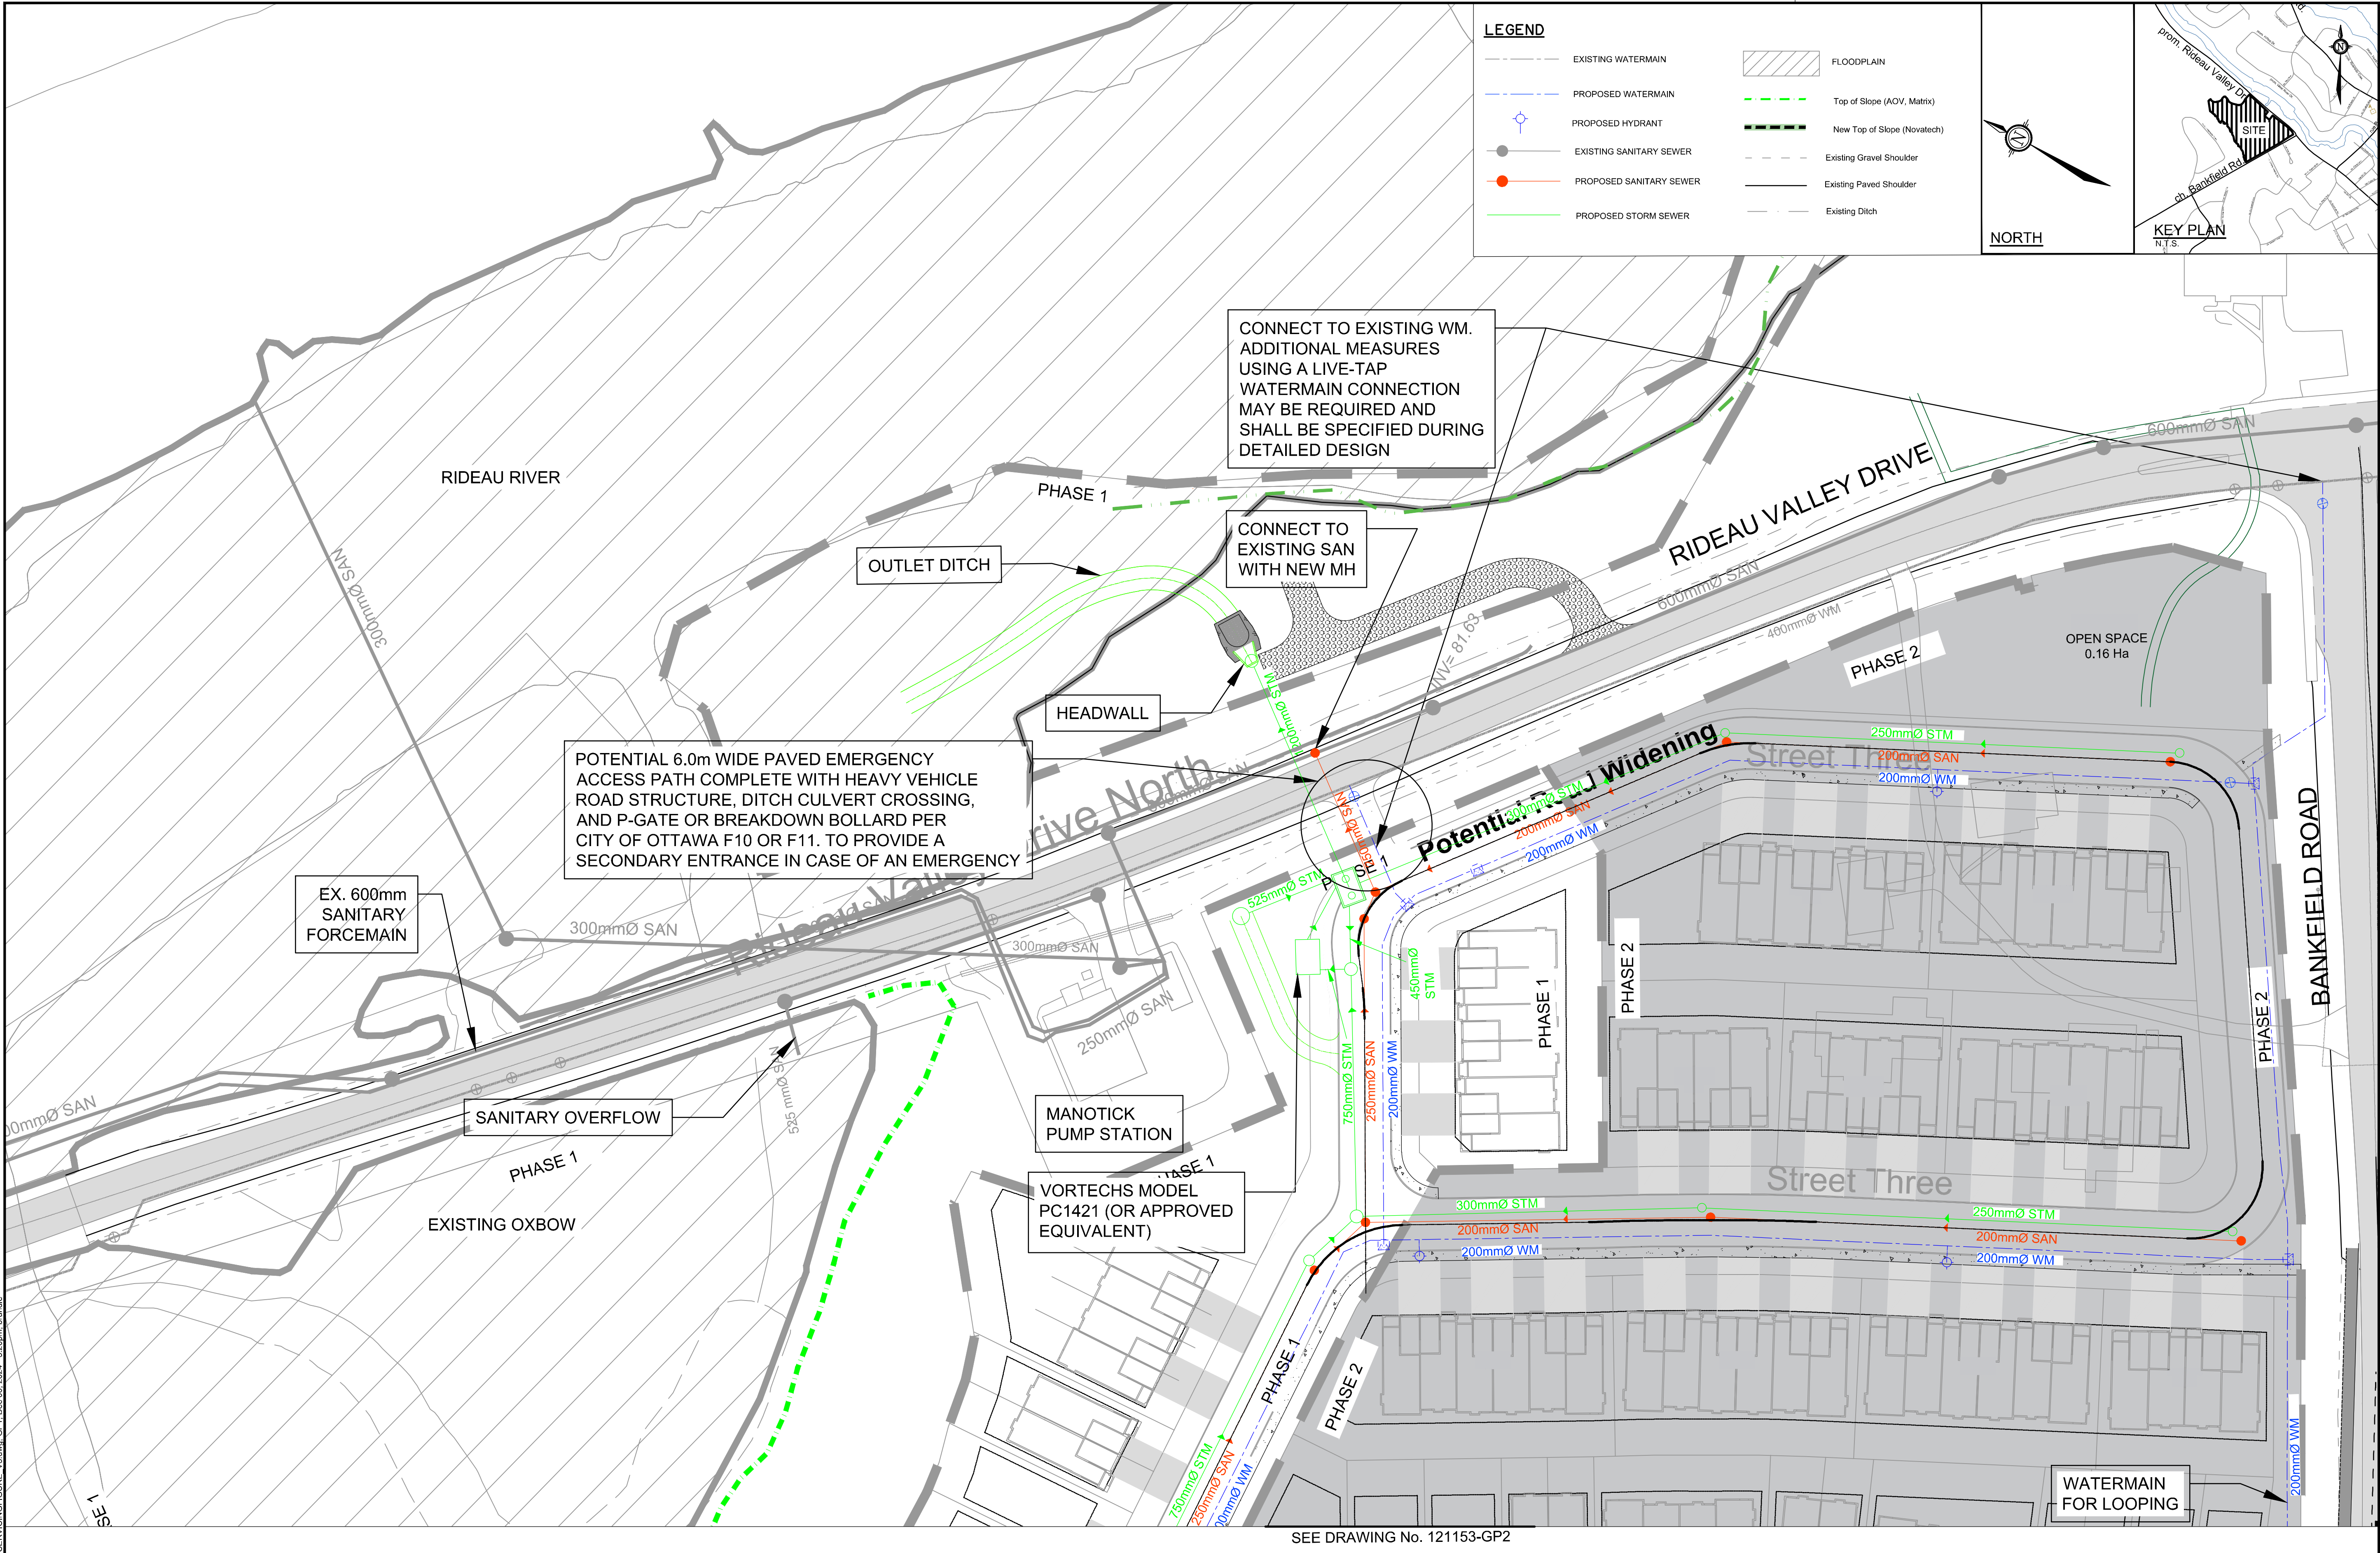 LEGEND
EXISTING WATERMAIN
PROPOSED WATERMAIN
PROPOSED HYDRANT
EXISTING SANITARY SEWER
PROPOSED SANITARY SEWER
PROPOSED STORM SEWER
FLOODPLAIN
Top of Slope (AOV, Matrix)
New Top of Slope (Novatech)
Existing Gravel Shoulder
Existing Paved Shoulder
Existing Ditch
N
NORTH
prom. Rideau Valley Dr.
SITE
ch. Bankfield Rd.
N
KEY PLAN
N.T.S.
CONNECT TO EXISTING WM.
ADDITIONAL MEASURES
USING A LIVE-TAP
WATERMAIN CONNECTION
MAY BE REQUIRED AND
SHALL BE SPECIFIED DURING
DETAILED DESIGN
RIDEAU RIVER
PHASE 1
CONNECT TO
EXISTING SAN
WITH NEW MH
OUTLET DITCH
RIDEAU VALLEY DRIVE
600mmØ SAN
600mmØ SAN
400mmØ WM
300mmØ SAN
INV= 81.63
HEADWALL
OPEN SPACE
0.16 Ha
PHASE 2
POTENTIAL 6.0m WIDE PAVED EMERGENCY
ACCESS PATH COMPLETE WITH HEAVY VEHICLE
ROAD STRUCTURE, DITCH CULVERT CROSSING,
AND P-GATE OR BREAKDOWN BOLLARD PER
CITY OF OTTAWA F10 OR F11. TO PROVIDE A
SECONDARY ENTRANCE IN CASE OF AN EMERGENCY
Potential Road Widening
Street Three
250mmØ STM
200mmØ SAN
200mmØ WM
300mmØ STM
200mmØ SAN
200mmØ WM
525mmØ STM
EX. 600mm
SANITARY
FORCEMAIN
300mmØ SAN
300mmØ SAN
250mmØ SAN
450mmØ
STM
PHASE 1
PHASE 2
PHASE 2
BANKFIELD ROAD
750mmØ STM
250mmØ SAN
200mmØ WM
SANITARY OVERFLOW
525 mmØ SAN
MANOTICK
PUMP STATION
PHASE 1
VORTECHS MODEL
PC1421 (OR APPROVED
EQUIVALENT)
EXISTING OXBOW
Street Three
300mmØ STM
200mmØ SAN
200mmØ WM
250mmØ STM
200mmØ SAN
200mmØ WM
PHASE 1
PHASE 2
750mmØ STM
250mmØ SAN
200mmØ WM
WATERMAIN
FOR LOOPING
SEE DRAWING No. 121153-GP2